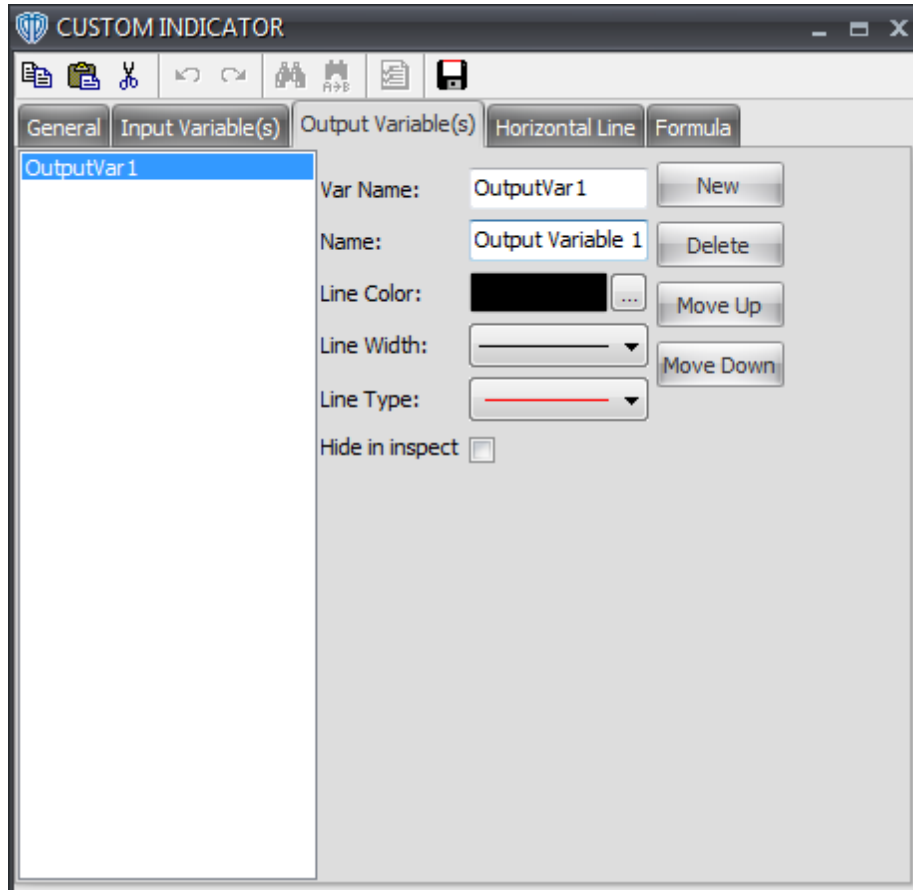 CUSTOM INDICATOR
A→B
General Input Variable(s) Output Variable(s) Horizontal Line Formula
OutputVar1
Var Name: OutputVar1 New
Name: Output Variable 1 Delete
Line Color: ... Move Up
Line Width: Move Down
Line Type:
Hide in inspect